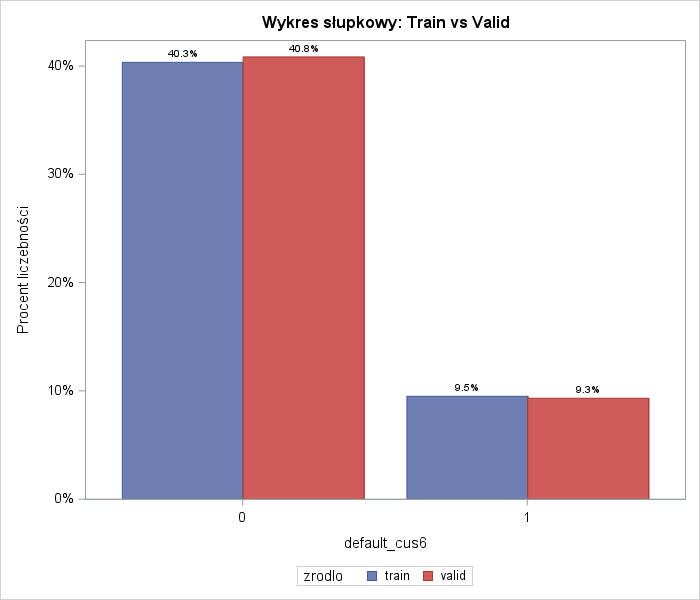 Wykres słupkowy: Train vs Valid
40.3%
40.8%
9.5%
9.3%
40%
30%
20%
10%
0%
Procent liczebności
0
1
default_cus6
zrodlo train valid